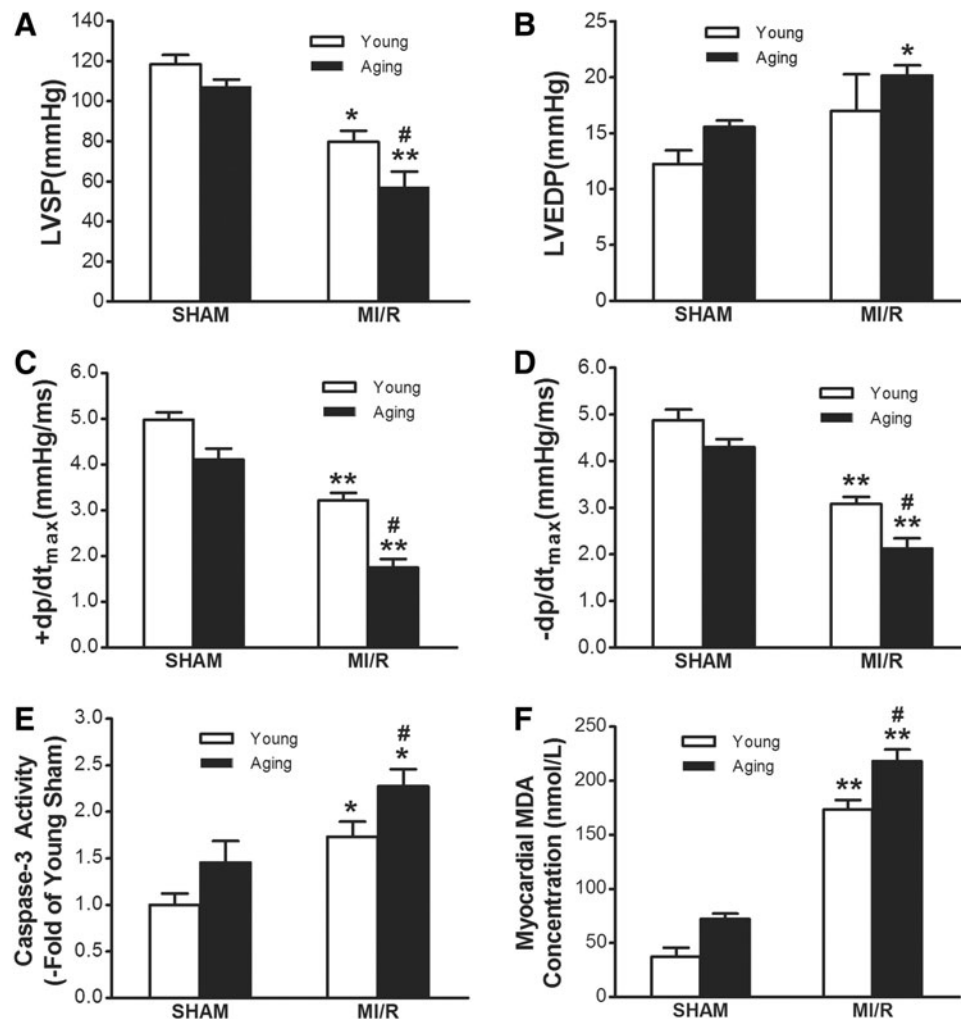 A
LVSP(mmHg)
140
120
100
80
60
40
20
0
Young
Aging
*
#
**
SHAM
MI/R
B
LVEDP(mmHg)
25
20
15
10
5
0
Young
Aging
*
SHAM
MI/R
C
+dp/dtmax(mmHg/ms)
6.0
5.0
4.0
3.0
2.0
1.0
0.0
Young
Aging
**
#
**
SHAM
MI/R
D
-dp/dtmax(mmHg/ms)
6.0
5.0
4.0
3.0
2.0
1.0
0.0
Young
Aging
**
#
**
SHAM
MI/R
E
Caspase-3 Activity
(-Fold of Young Sham)
3.0
2.5
2.0
1.5
1.0
0.5
0.0
Young
Aging
*
#
*
SHAM
MI/R
F
Myocardial MDA
Concentration (nmol/L)
250
200
150
100
50
0
Young
Aging
**
#
**
SHAM
MI/R